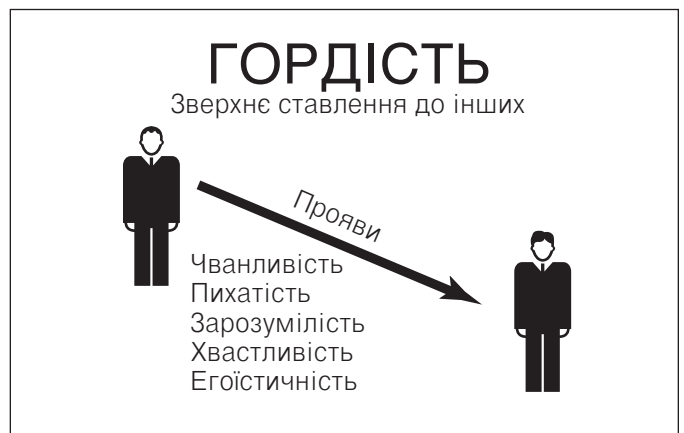 ГОРДІСТЬ
Зверхнє ставлення до інших
Прояви
Чванливість
Пихатість
Зарозумілість
Хвастливість
Егоїстичність